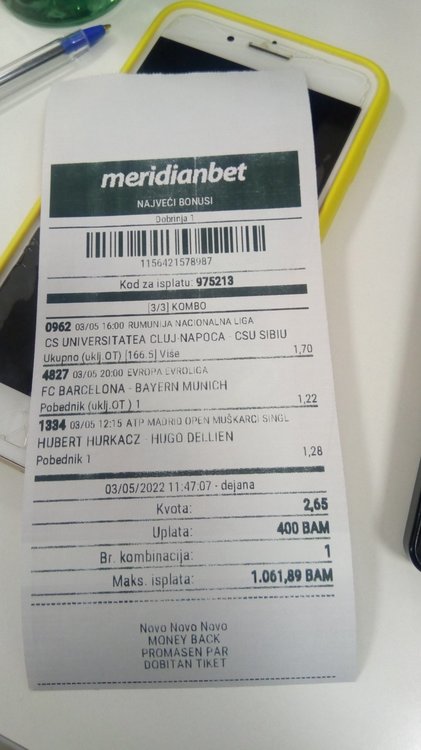 meridianbet
NAJVEĆI BONUSI
Dobrinja 1
1156421578987
Kod za isplatu: 975213
[3/3] KOMBO
0962 03/05 16:00 RUMUNIJA NACIONALNA LIGA
CS UNIVERSITATEA CLUJ-NAPOCA - CSU SIBIU
Ukupno (uklj.OT) [166.5] Više 1,70
4827 03/05 20:00 EVROPA EVROLIGA
FC BARCELONA - BAYERN MUNICH
Pobednik (uklj.OT) 1 1,22
1334 03/05 12:15 ATP MADRID OPEN MUŠKARCI SINGL
HUBERT HURKACZ - HUGO DELLIEN
Pobednik 1 1,28
03/05/2022 11:47:07 - dejana
Kvota: 2,65
Uplata: 400 BAM
Br. kombinacija: 1
Maks. isplata: 1.061,89 BAM
Novo Novo Novo
MONEY BACK
PROMASEN PAR
DOBITAN TIKET